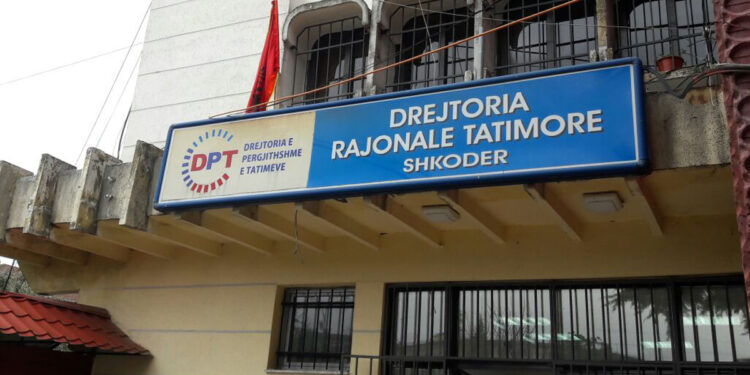 DPT
DREJTORIA E
PERGJITHSHME
E TATIMEVE
DREJTORIA
RAJONALE TATIMORE
SHKODER